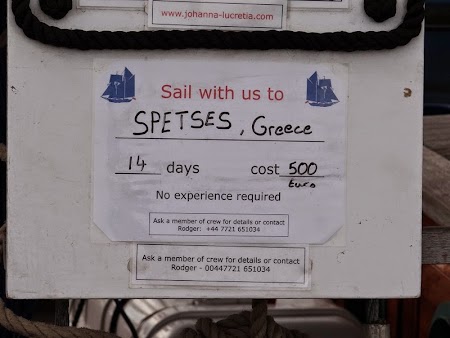 www.johanna-lucretia.com
Sail with us to
SPETSES, Greece
14 days cost 500
Euro
No experience required
Ask a member of crew for details or contact
Rodger: +44 7721 651034
Ask a member of crew for details or contact
Rodger - 00447721 651034